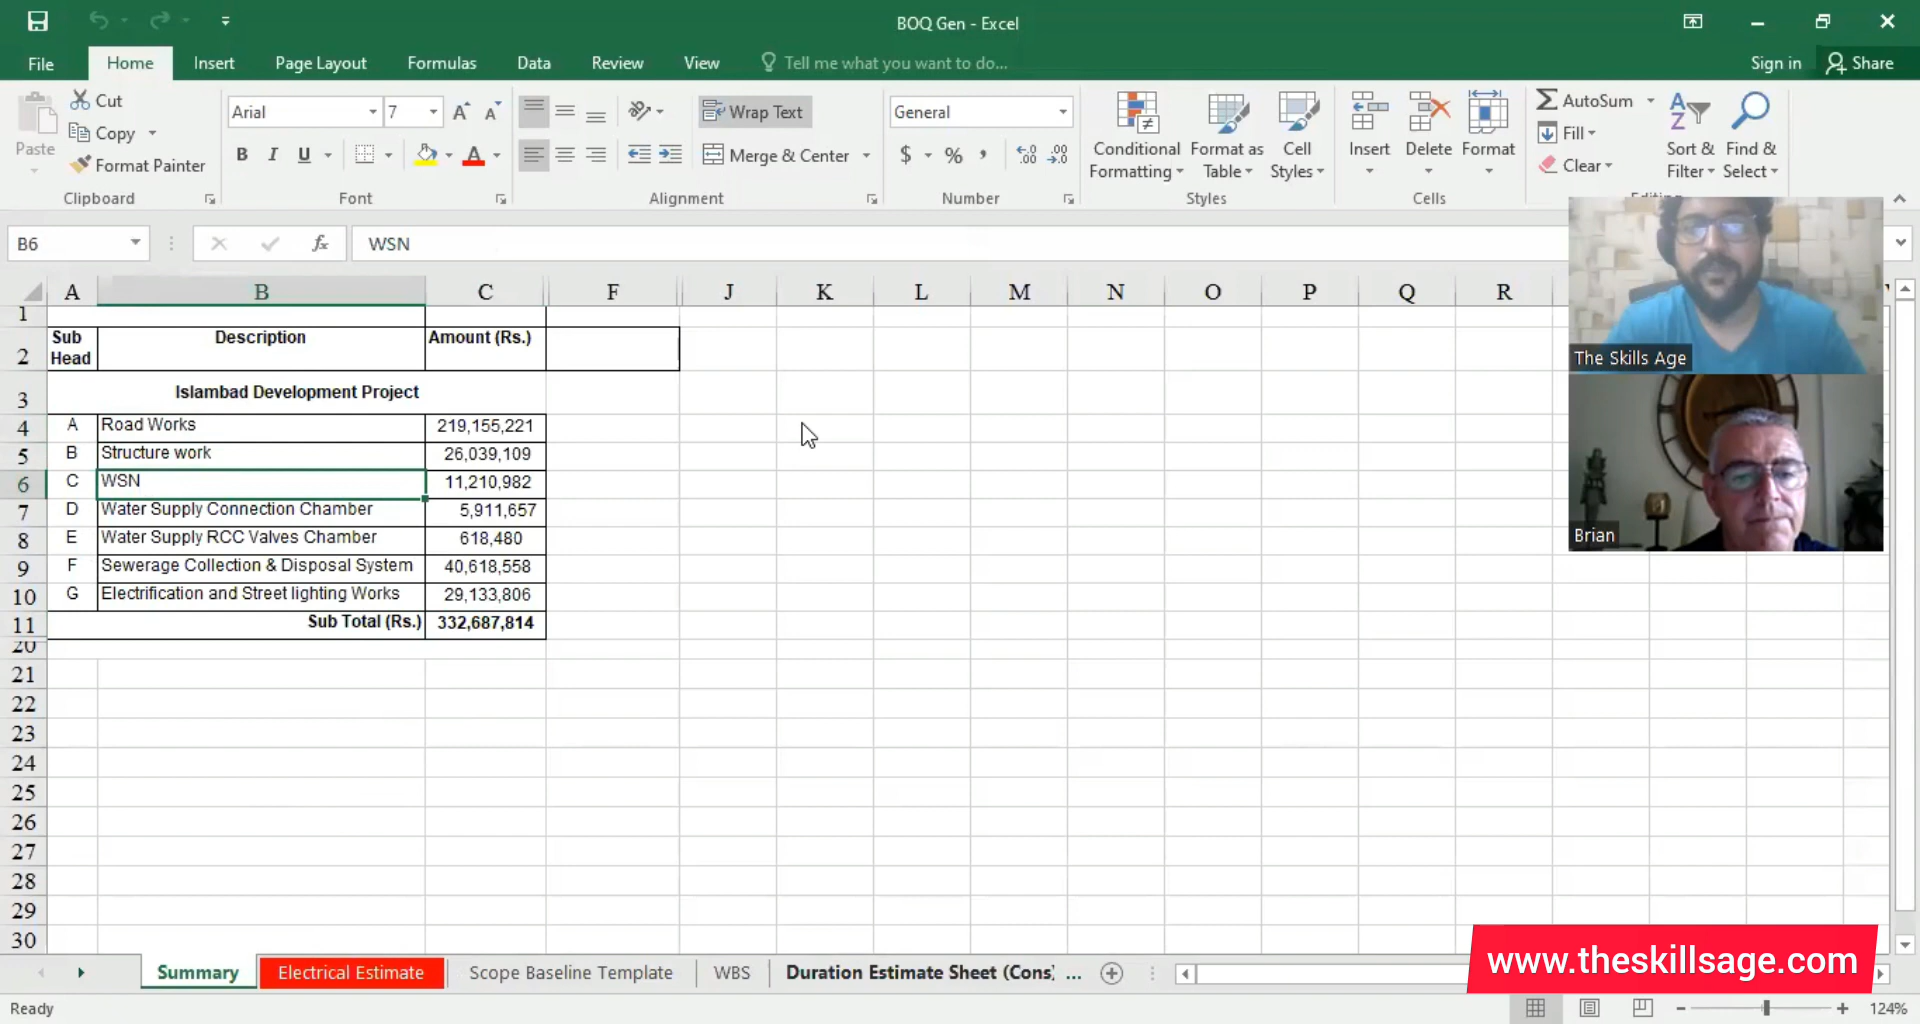 BOQ Gen - Excel
File Home Insert Page Layout Formulas Data Review View Tell me what you want to do... Sign in Share
Paste Cut Copy Format Painter Clipboard
Arial 7 B I U Font
Wrap Text Merge & Center Alignment
General $ % , .00 Number
Conditional Formatting Format as Table Cell Styles Styles
Insert Delete Format Cells
AutoSum Fill Clear Sort & Filter Find & Select
B6 fx WSN
A B C F J K L M N O P Q R
1
2 Sub Head Description Amount (Rs.)
3 Islambad Development Project
4 A Road Works 219,155,221
5 B Structure work 26,039,109
6 C WSN 11,210,982
7 D Water Supply Connection Chamber 5,911,657
8 E Water Supply RCC Valves Chamber 618,480
9 F Sewerage Collection & Disposal System 40,618,558
10 G Electrification and Street lighting Works 29,133,806
11 Sub Total (Rs.) 332,687,814
20
21
22
23
24
25
26
27
28
29
30
The Skills Age
Brian
www.theskillsage.com
Summary Electrical Estimate Scope Baseline Template WBS Duration Estimate Sheet (Cons) ...
Ready 124%